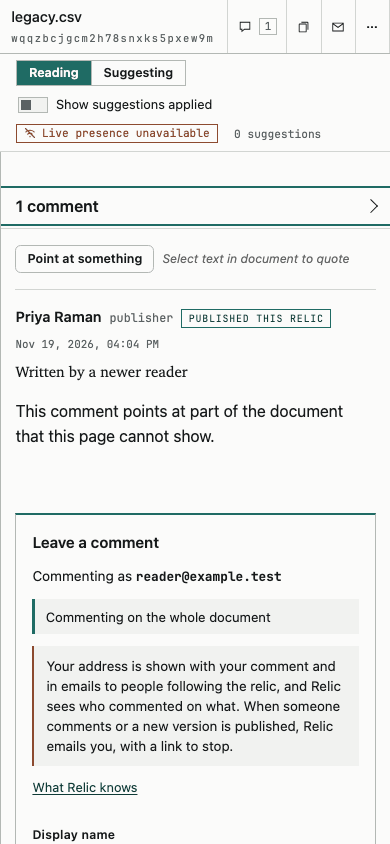 legacy.csv
wqqzbcjgcm2h78snxks5pxew9m
1
Reading
Suggesting
Show suggestions applied
Live presence unavailable
0 suggestions
1 comment
Point at something
Select text in document to quote
Priya Raman publisher PUBLISHED THIS RELIC
Nov 19, 2026, 04:04 PM
Written by a newer reader
This comment points at part of the document
that this page cannot show.
Leave a comment
Commenting as reader@example.test
Commenting on the whole document
Your address is shown with your comment and
in emails to people following the relic, and Relic
sees who commented on what. When someone
comments or a new version is published, Relic
emails you, with a link to stop.
What Relic knows
Display name